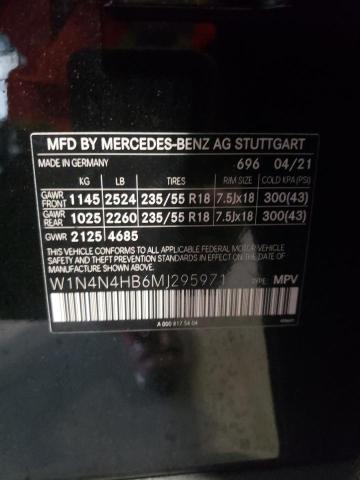 MFD BY MERCEDES-BENZ AG STUTTGART
MADE IN GERMANY 696 04/21
KG LB TIRES RIM SIZE COLD KPA (PSI)
GAWR FRONT 1145 2524 235/55 R18 7.5Jx18 300(43)
GAWR REAR 1025 2260 235/55 R18 7.5Jx18 300(43)
GVWR 2125 4685
THIS VEHICLE CONFORMS TO ALL APPLICABLE
FEDERAL MOTOR VEHICLE SAFETY AND THEFT
PREVENTION STANDARDS IN EFFECT ON THE
DATE OF MANUFACTURE SHOWN ABOVE.
W1N4N4HB6MJ295971 TYPE: MPV
A 000 817 54 04